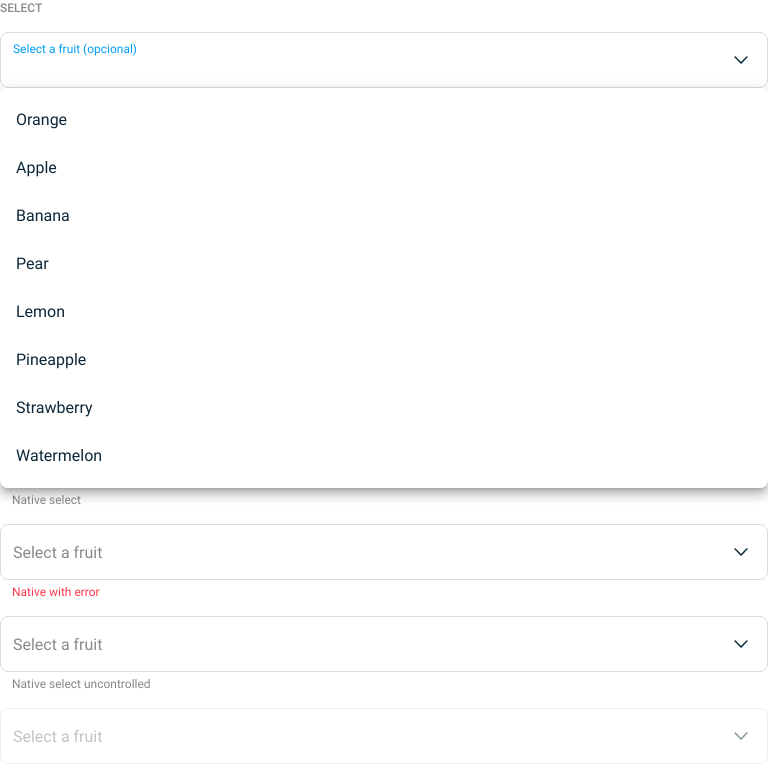 SELECT
Select a fruit (opcional)
Orange
Apple
Banana
Pear
Lemon
Pineapple
Strawberry
Watermelon
Native select
Select a fruit
Native with error
Select a fruit
Native select uncontrolled
Select a fruit